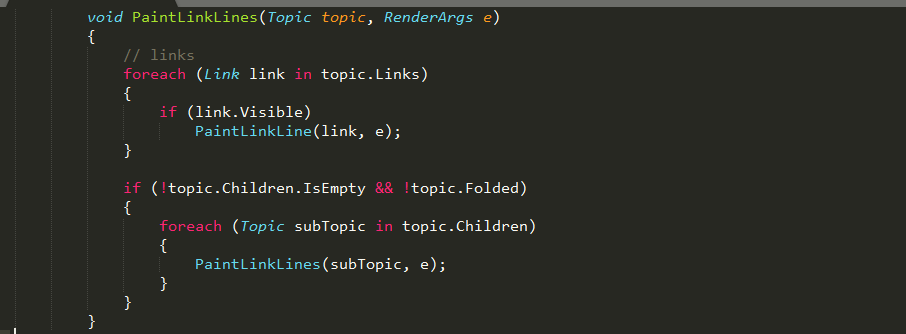 void PaintLinkLines(Topic topic, RenderArgs e)
{
// links
foreach (Link link in topic.Links)
{
if (link.Visible)
PaintLinkLine(link, e);
}
if (!topic.Children.IsEmpty && !topic.Folded)
{
foreach (Topic subTopic in topic.Children)
{
PaintLinkLines(subTopic, e);
}
}
}